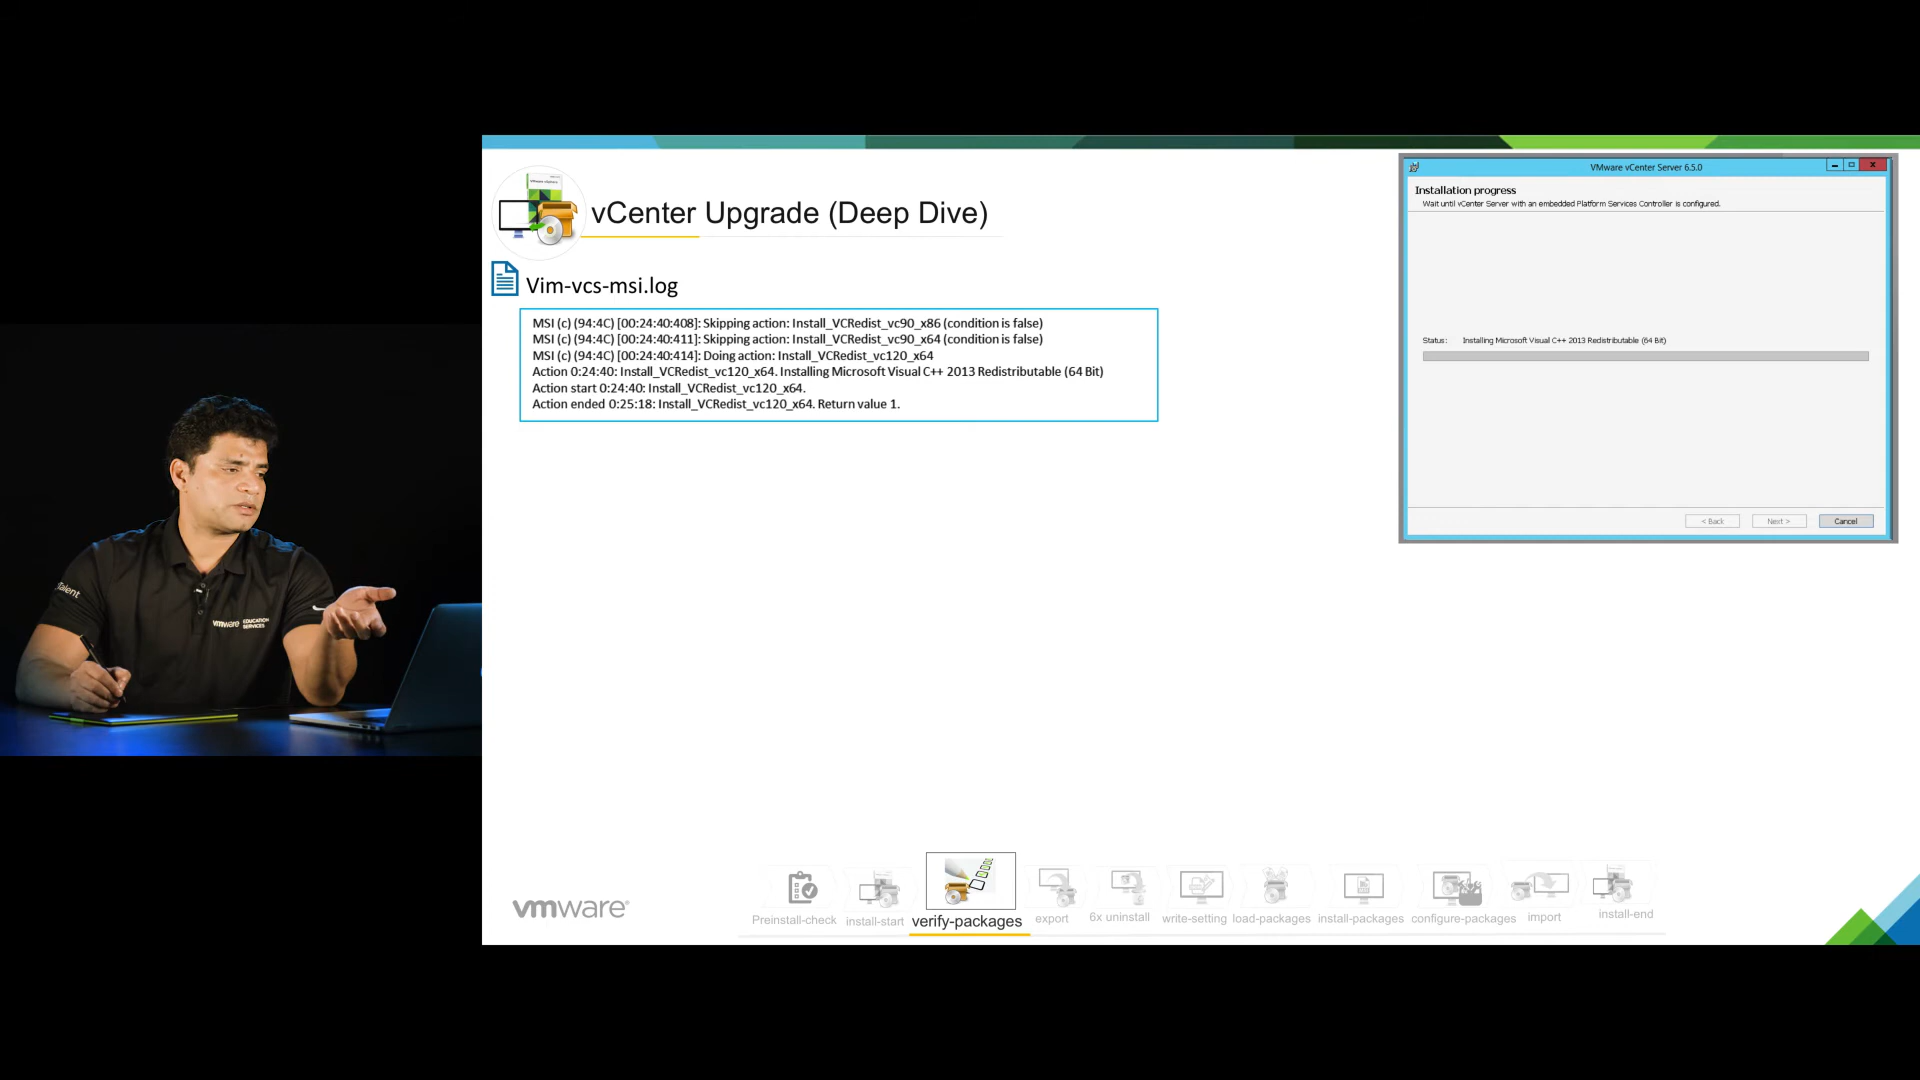 vCenter Upgrade (Deep Dive)
Vim-vcs-msi.log
MSI (c) (94:4C) [00:24:40:408]: Skipping action: Install_VCRedist_vc90_x86 (condition is false)
MSI (c) (94:4C) [00:24:40:411]: Skipping action: Install_VCRedist_vc90_x64 (condition is false)
MSI (c) (94:4C) [00:24:40:414]: Doing action: Install_VCRedist_vc120_x64
Action 0:24:40: Install_VCRedist_vc120_x64. Installing Microsoft Visual C++ 2013 Redistributable (64 Bit)
Action start 0:24:40: Install_VCRedist_vc120_x64.
Action ended 0:25:18: Install_VCRedist_vc120_x64. Return value 1.
VMware vCenter Server 6.5.0
Installation progress
Wait until vCenter Server with an embedded Platform Services Controller is configured.
Status: Installing Microsoft Visual C++ 2013 Redistributable (64 Bit)
< Back Next > Cancel
Talent
vmware EDUCATION
SERVICES
vmware
Preinstall-check
install-start
verify-packages
export
6x uninstall
write-setting
load-packages
install-packages
configure-packages
import
install-end